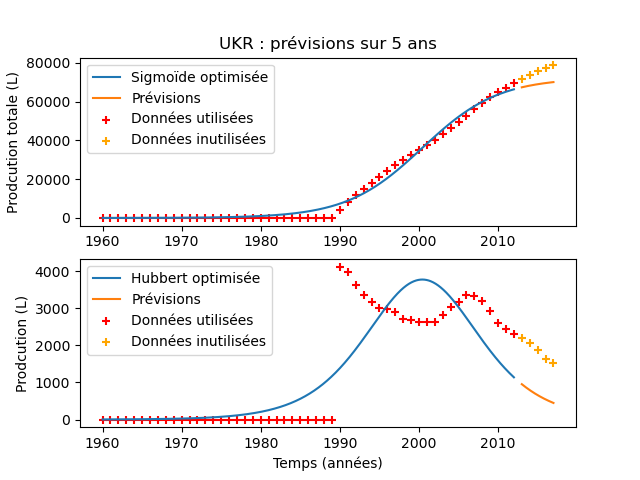 UKR : prévisions sur 5 ans
Prodcution totale (L)
80000
60000
40000
20000
0
Sigmoïde optimisée
Prévisions
Données utilisées
Données inutilisées
1960 1970 1980 1990 2000 2010
Prodcution (L)
4000
3000
2000
1000
0
Hubbert optimisée
Prévisions
Données utilisées
Données inutilisées
1960 1970 1980 1990 2000 2010
Temps (années)